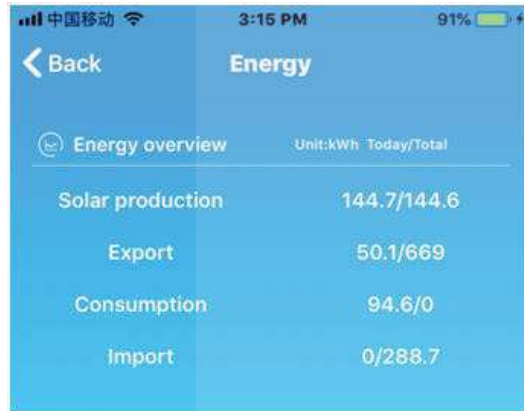 中国移动 3:15 PM 91%
Back Energy
Energy overview Unit:kWh Today/Total
Solar production 144.7/144.6
Export 50.1/669
Consumption 94.6/0
Import 0/288.7